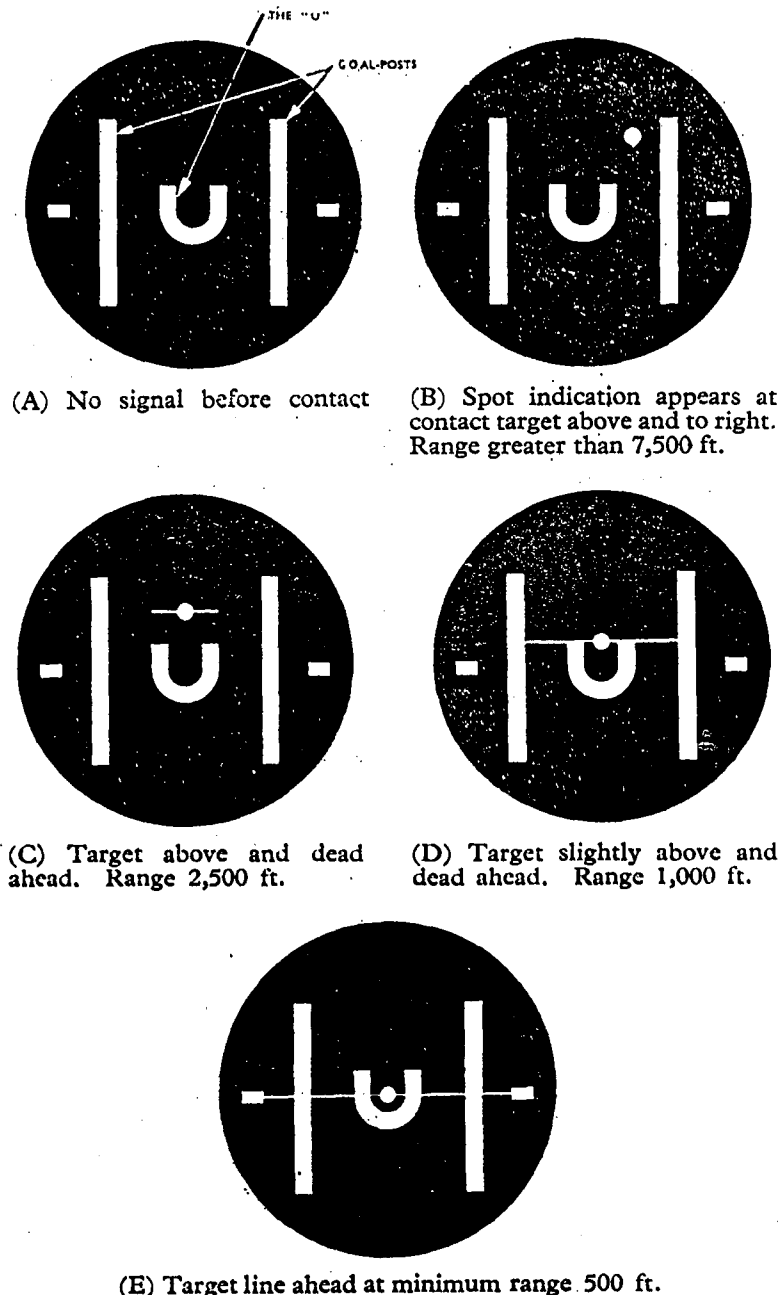 THE "U"
GOAL-POSTS
(A) No signal before contact
(B) Spot indication appears at
contact target above and to right.
Range greater than 7,500 ft.
(C) Target above and dead
ahead. Range 2,500 ft.
(D) Target slightly above and
dead ahead. Range 1,000 ft.
(E) Target line ahead at minimum range 500 ft.